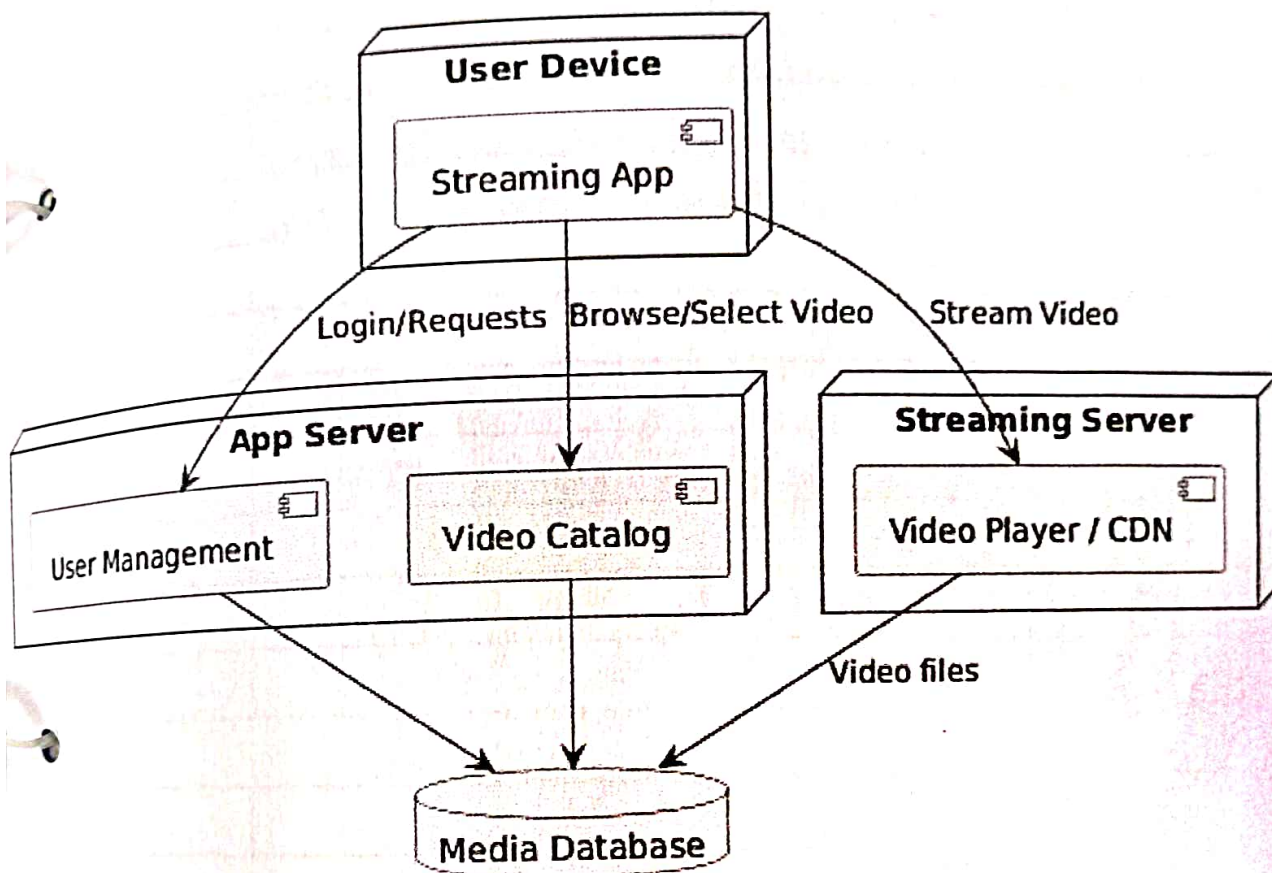 User Device
Streaming App
Login/Requests
Browse/Select Video
Stream Video
App Server
Streaming Server
User Management
Video Catalog
Video Player / CDN
Video files
Media Database